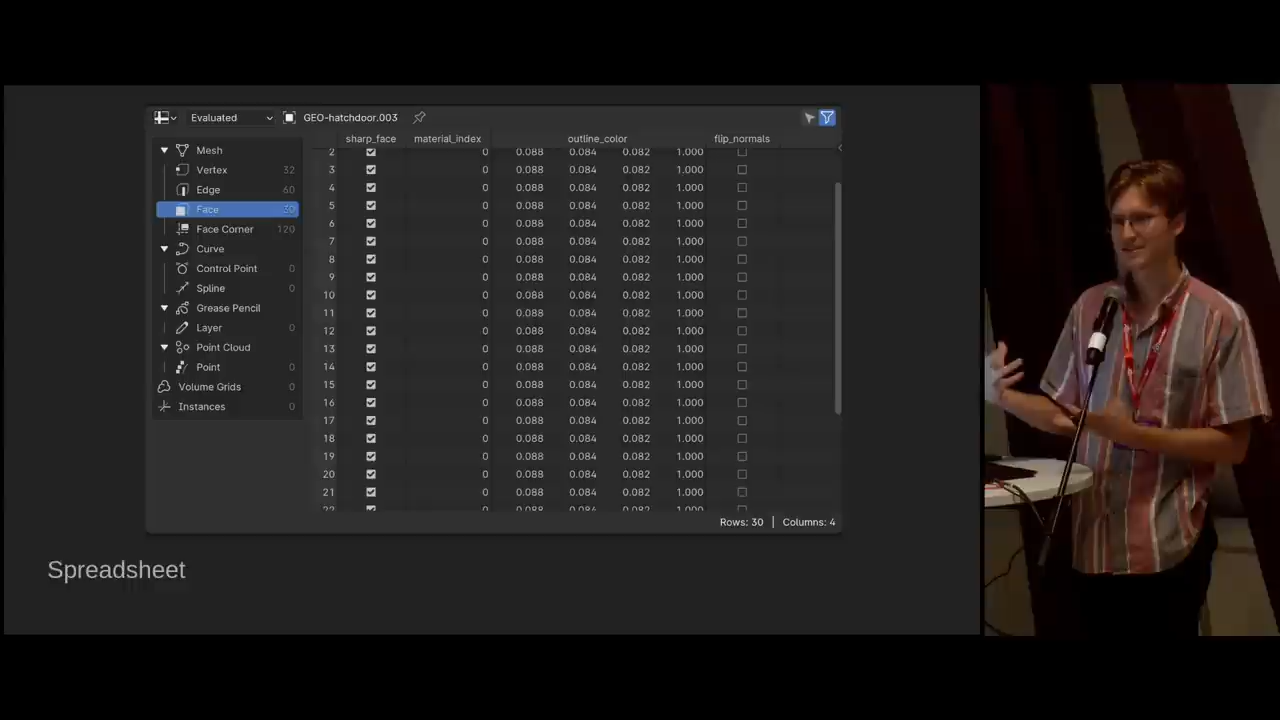 Evaluated GEO-hatchdoor.003
sharp_face material_index outline_color flip_normals
Mesh
Vertex 32
Edge 60
Face 30
Face Corner 120
Curve
Control Point 0
Spline 0
Grease Pencil
Layer 0
Point Cloud
Point 0
Volume Grids 0
Instances 0
2 0 0.088 0.084 0.082 1.000
3 0 0.088 0.084 0.082 1.000
4 0 0.088 0.084 0.082 1.000
5 0 0.088 0.084 0.082 1.000
6 0 0.088 0.084 0.082 1.000
7 0 0.088 0.084 0.082 1.000
8 0 0.088 0.084 0.082 1.000
9 0 0.088 0.084 0.082 1.000
10 0 0.088 0.084 0.082 1.000
11 0 0.088 0.084 0.082 1.000
12 0 0.088 0.084 0.082 1.000
13 0 0.088 0.084 0.082 1.000
14 0 0.088 0.084 0.082 1.000
15 0 0.088 0.084 0.082 1.000
16 0 0.088 0.084 0.082 1.000
17 0 0.088 0.084 0.082 1.000
18 0 0.088 0.084 0.082 1.000
19 0 0.088 0.084 0.082 1.000
20 0 0.088 0.084 0.082 1.000
21 0 0.088 0.084 0.082 1.000
22 0 0.088 0.084 0.082 1.000
Rows: 30 | Columns: 4
Spreadsheet